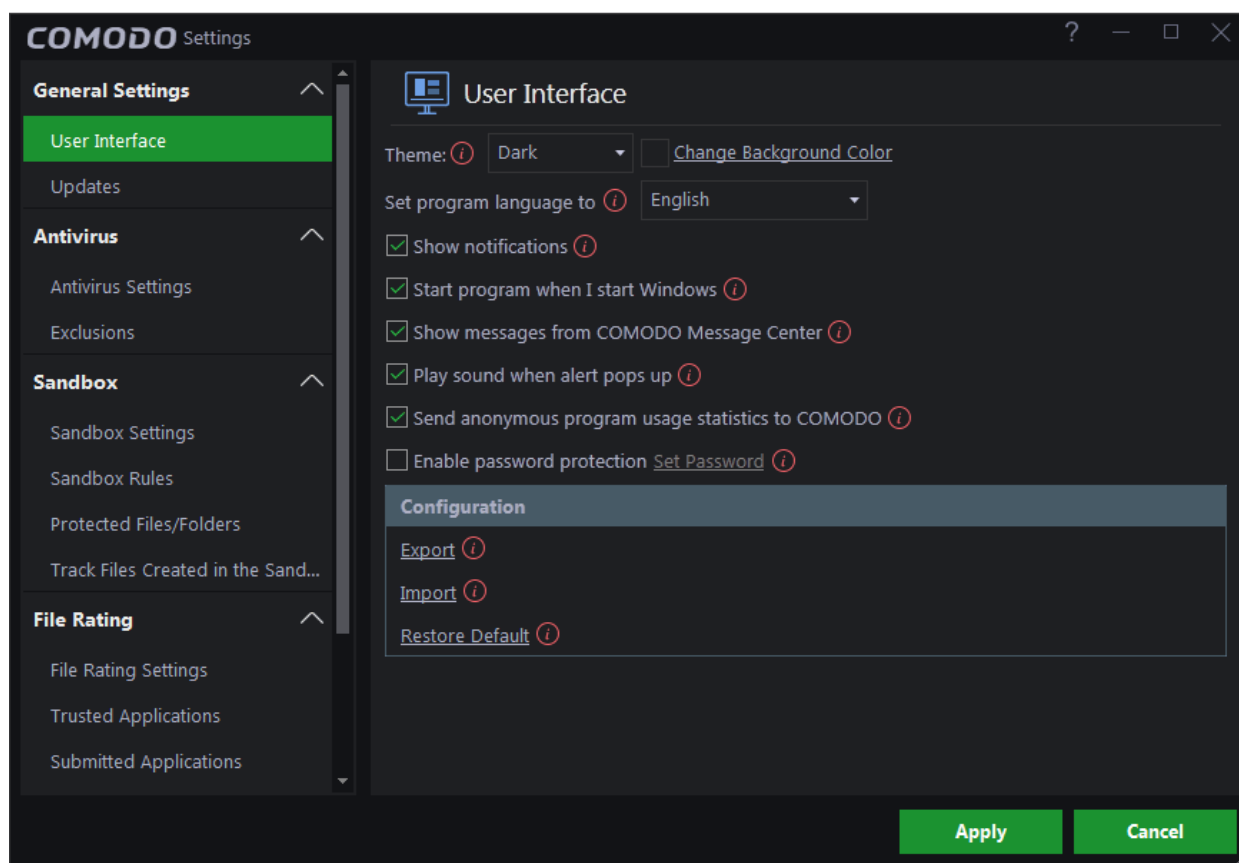 COMODO Settings
?
General Settings
User Interface
Updates
Antivirus
Antivirus Settings
Exclusions
Sandbox
Sandbox Settings
Sandbox Rules
Protected Files/Folders
Track Files Created in the Sand...
File Rating
File Rating Settings
Trusted Applications
Submitted Applications
User Interface
Theme: i Dark Change Background Color
Set program language to i English
Show notifications i
Start program when I start Windows i
Show messages from COMODO Message Center i
Play sound when alert pops up i
Send anonymous program usage statistics to COMODO i
Enable password protection Set Password i
Configuration
Export i
Import i
Restore Default i
Apply Cancel